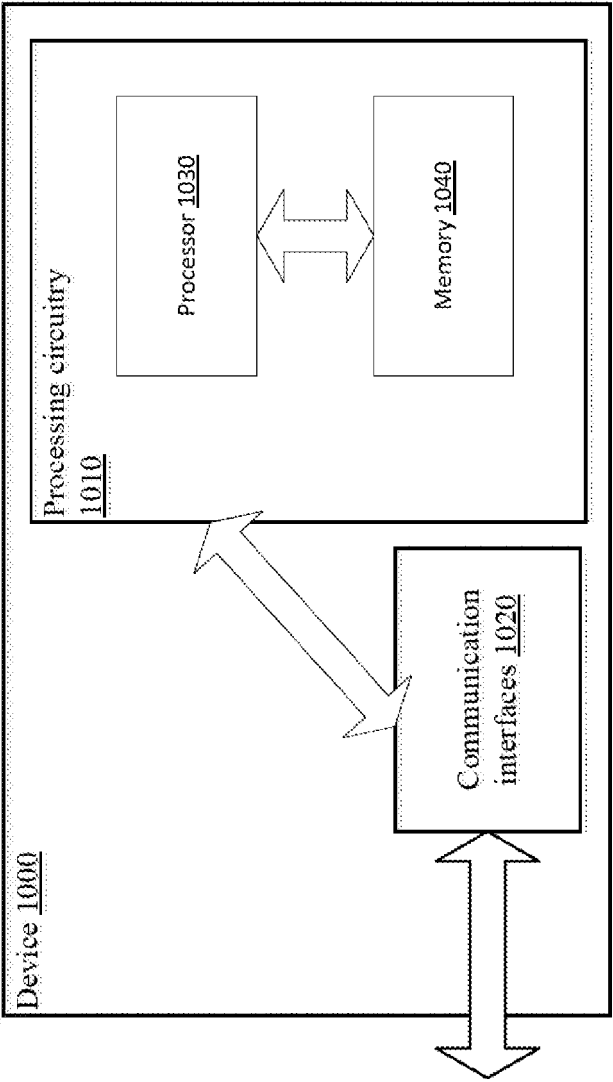 Device 1000
Processing circuitry
1010
Processor 1030
Memory 1040
Communication
interfaces 1020